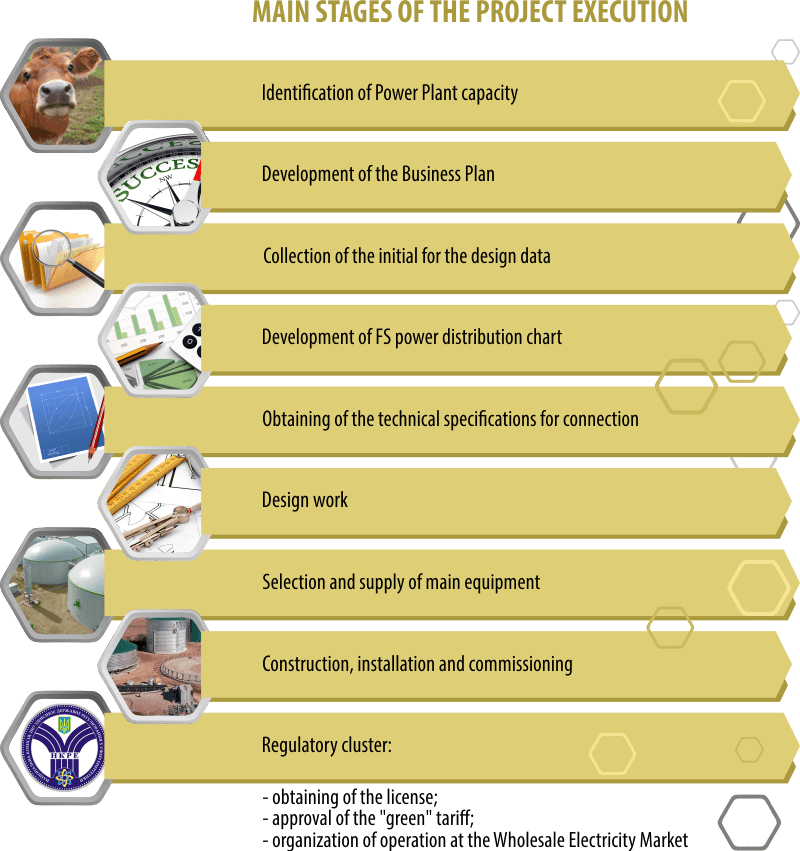 MAIN STAGES OF THE PROJECT EXECUTION
Identification of Power Plant capacity
SUCCESS
NW
Development of the Business Plan
Collection of the initial for the design data
Development of FS power distribution chart
Obtaining of the technical specifications for connection
Design work
Selection and supply of main equipment
Construction, installation and commissioning
НКРЕ
Regulatory cluster:
- obtaining of the license;
- approval of the "green" tariff;
- organization of operation at the Wholesale Electricity Market